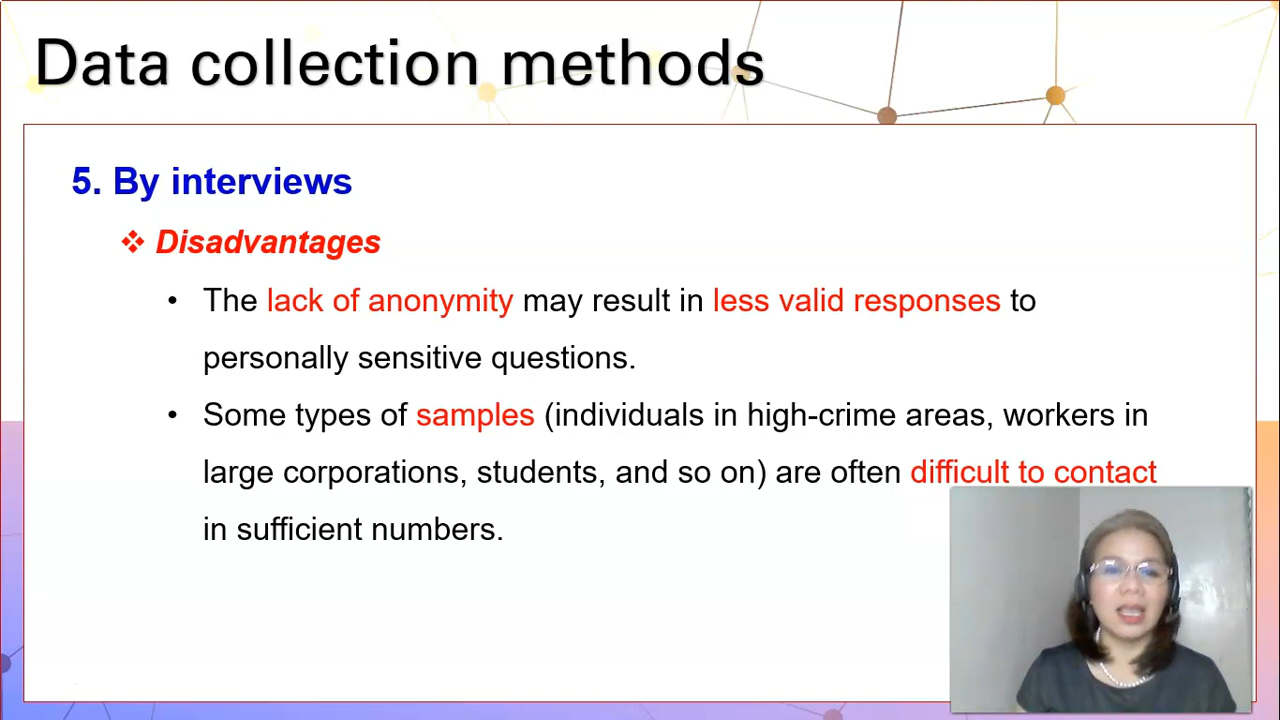 Data collection methods
5. By interviews
❖ Disadvantages
• The lack of anonymity may result in less valid responses to
personally sensitive questions.
• Some types of samples (individuals in high-crime areas, workers in
large corporations, students, and so on) are often difficult to contact
in sufficient numbers.